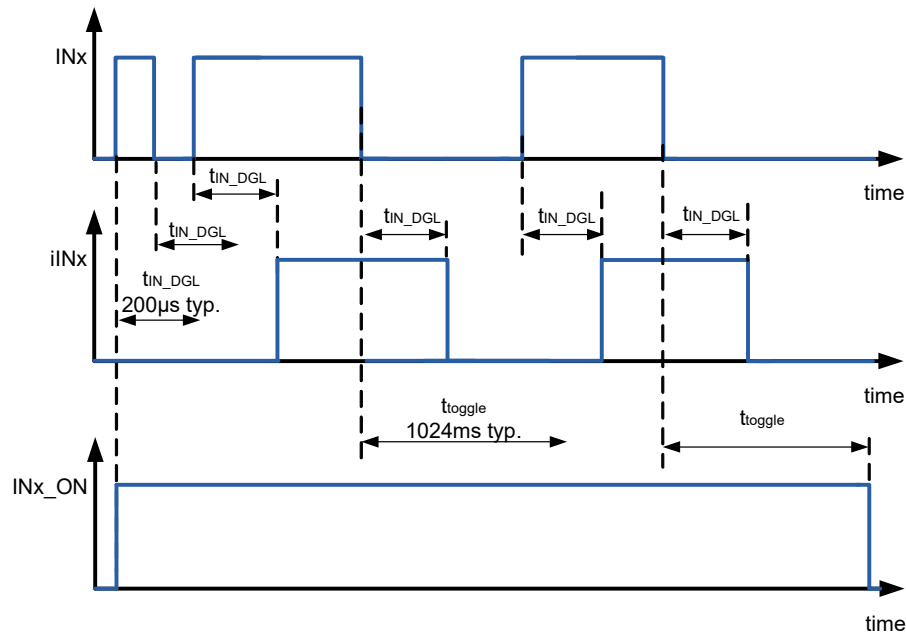 INx
time
tIN_DGL
tIN_DGL
tIN_DGL
tIN_DGL
tIN_DGL
iINx
tIN_DGL
200µs typ.
time
ttoggle
1024ms typ.
ttoggle
INx_ON
time